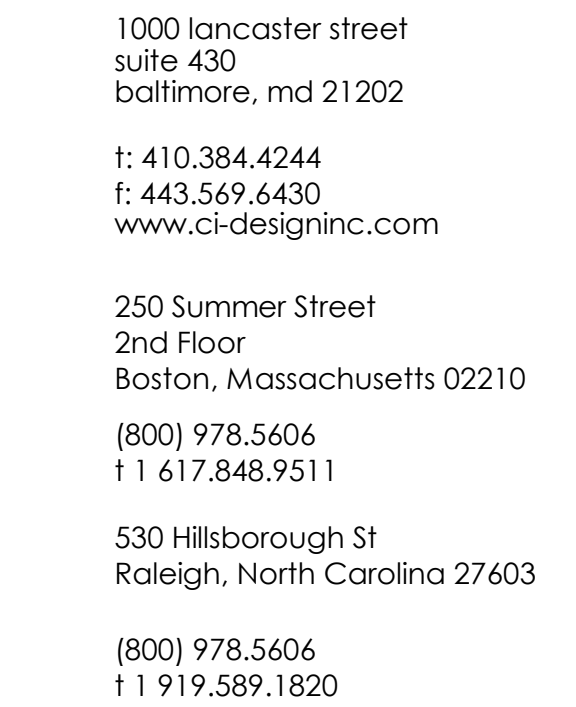 1000 lancaster street
suite 430
baltimore, md 21202
t: 410.384.4244
f: 443.569.6430
www.ci-designinc.com
250 Summer Street
2nd Floor
Boston, Massachusetts 02210
(800) 978.5606
t 1 617.848.9511
530 Hillsborough St
Raleigh, North Carolina 27603
(800) 978.5606
t 1 919.589.1820